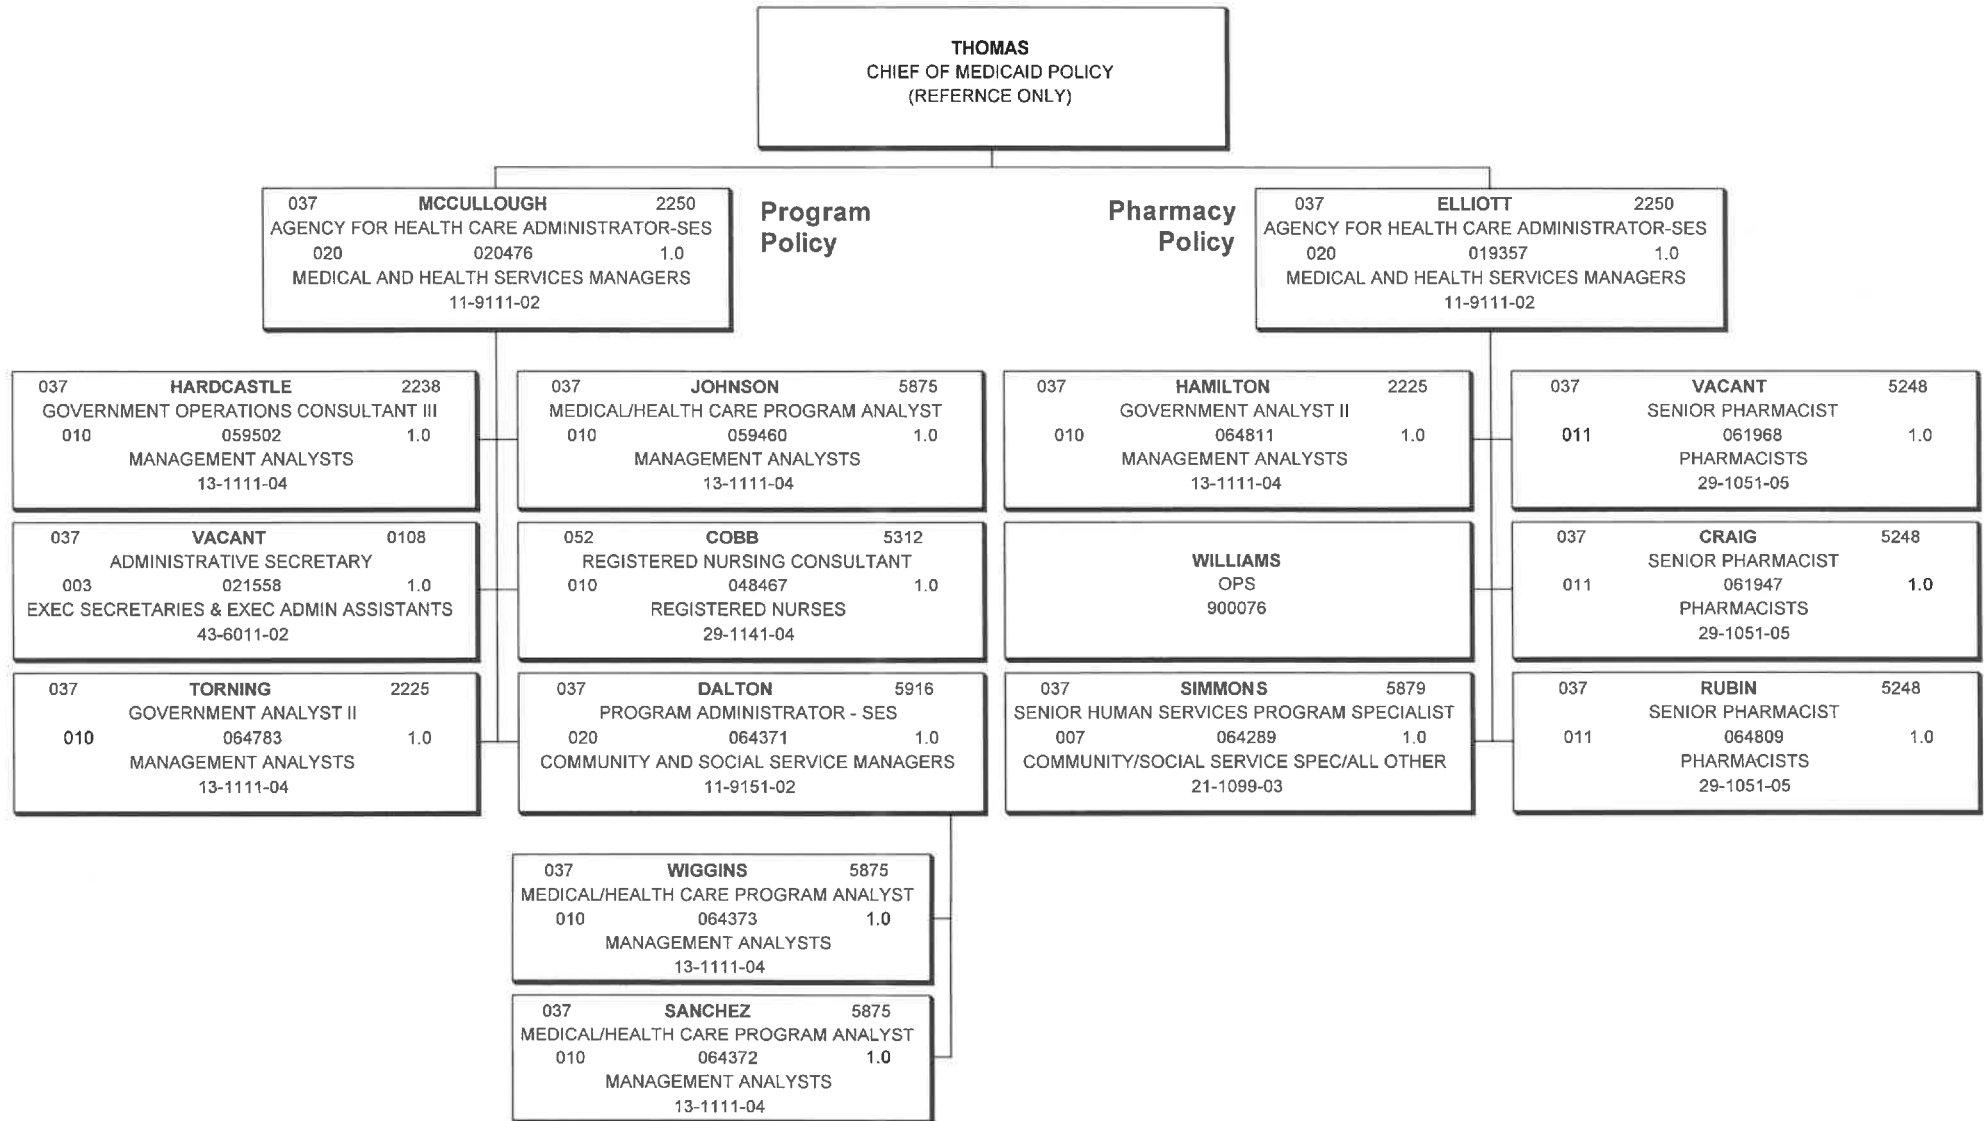 THOMAS
CHIEF OF MEDICAID POLICY
(REFERNCE ONLY)
037 MCCULLOUGH 2250
AGENCY FOR HEALTH CARE ADMINISTRATOR-SES
020 020476 1.0
MEDICAL AND HEALTH SERVICES MANAGERS
11-9111-02
Program
Policy
Pharmacy
Policy
037 ELLIOTT 2250
AGENCY FOR HEALTH CARE ADMINISTRATOR-SES
020 019357 1.0
MEDICAL AND HEALTH SERVICES MANAGERS
11-9111-02
037 HARDCASTLE 2238
GOVERNMENT OPERATIONS CONSULTANT III
010 059502 1.0
MANAGEMENT ANALYSTS
13-1111-04
037 JOHNSON 5875
MEDICAL/HEALTH CARE PROGRAM ANALYST
010 059460 1.0
MANAGEMENT ANALYSTS
13-1111-04
037 HAMILTON 2225
GOVERNMENT ANALYST II
010 064811 1.0
MANAGEMENT ANALYSTS
13-1111-04
037 VACANT 5248
SENIOR PHARMACIST
011 061968 1.0
PHARMACISTS
29-1051-05
037 VACANT 0108
ADMINISTRATIVE SECRETARY
003 021558 1.0
EXEC SECRETARIES & EXEC ADMIN ASSISTANTS
43-6011-02
052 COBB 5312
REGISTERED NURSING CONSULTANT
010 048467 1.0
REGISTERED NURSES
29-1141-04
WILLIAMS
OPS
900076
037 CRAIG 5248
SENIOR PHARMACIST
011 061947 1.0
PHARMACISTS
29-1051-05
037 TORNING 2225
GOVERNMENT ANALYST II
010 064783 1.0
MANAGEMENT ANALYSTS
13-1111-04
037 DALTON 5916
PROGRAM ADMINISTRATOR - SES
020 064371 1.0
COMMUNITY AND SOCIAL SERVICE MANAGERS
11-9151-02
037 SIMMONS 5879
SENIOR HUMAN SERVICES PROGRAM SPECIALIST
007 064289 1.0
COMMUNITY/SOCIAL SERVICE SPEC/ALL OTHER
21-1099-03
037 RUBIN 5248
SENIOR PHARMACIST
011 064809 1.0
PHARMACISTS
29-1051-05
037 WIGGINS 5875
MEDICAL/HEALTH CARE PROGRAM ANALYST
010 064373 1.0
MANAGEMENT ANALYSTS
13-1111-04
037 SANCHEZ 5875
MEDICAL/HEALTH CARE PROGRAM ANALYST
010 064372 1.0
MANAGEMENT ANALYSTS
13-1111-04